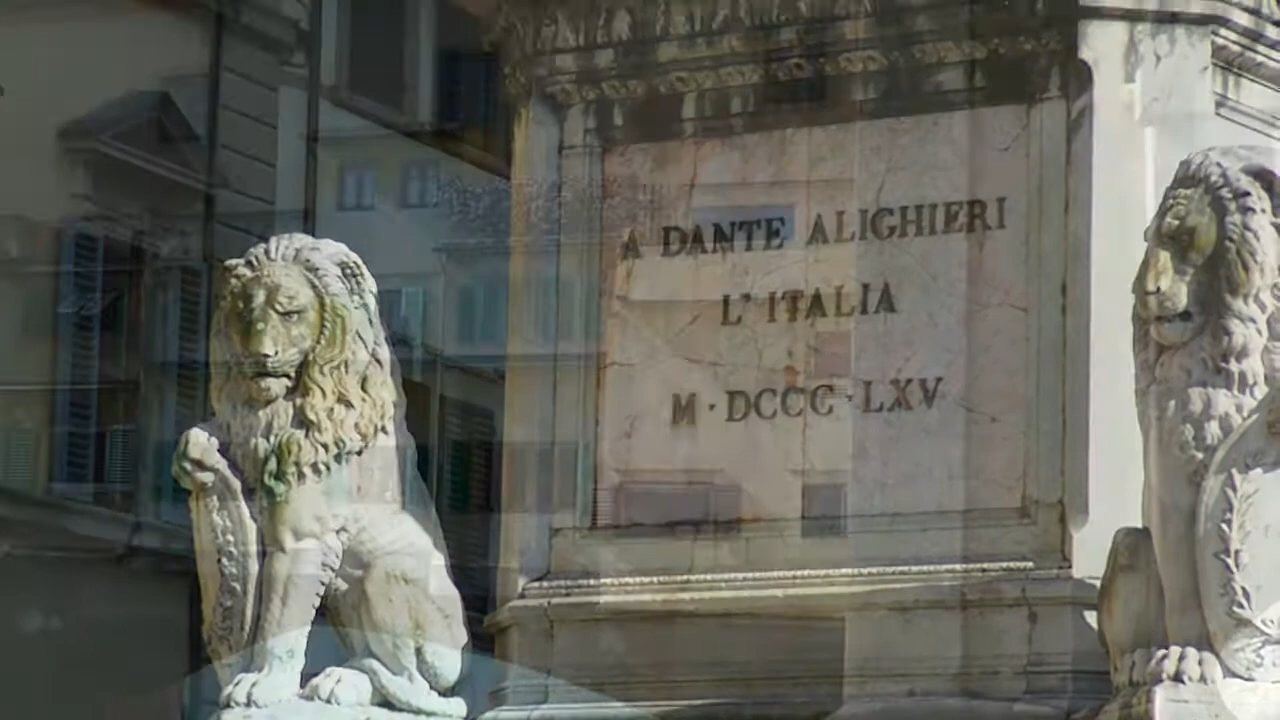 A DANTE ALIGHIERI
L' ITALIA
M · DCCC · LXV